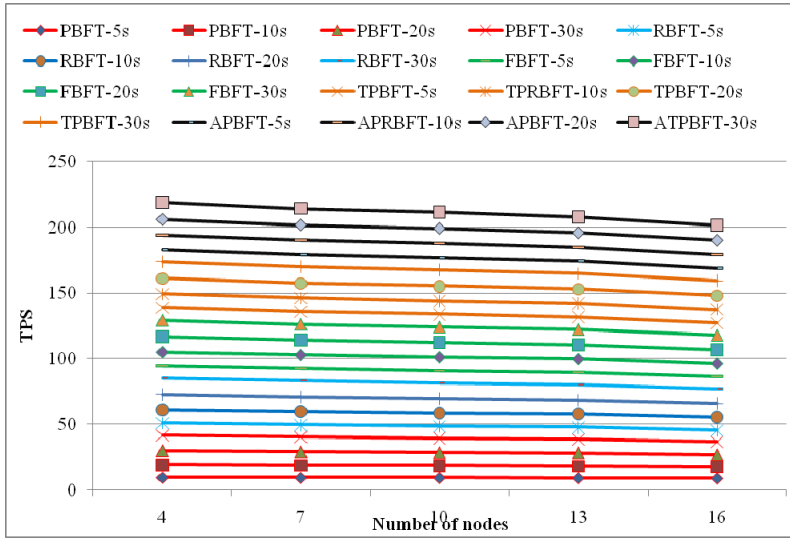 PBFT-5s PBFT-10s PBFT-20s PBFT-30s RBFT-5s
RBFT-10s RBFT-20s RBFT-30s FBFT-5s FBFT-10s
FBFT-20s FBFT-30s TPBFT-5s TPRBFT-10s TPBFT-20s
TPBFT-30s APBFT-5s APRBFT-10s APBFT-20s ATPBFT-30s
250
200
150
100
50
0
TPS
4 7 10 13 16
Number of nodes